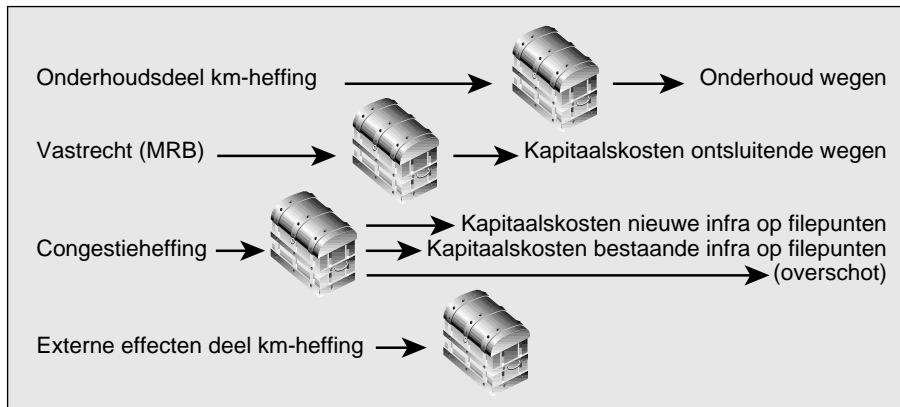 Onderhoudsdeel km-heffing Onderhoud wegen
Vastrecht (MRB) Kapitaalskosten ontsluitende wegen
Kapitaalskosten nieuwe infra op filepunten
Congestieheffing Kapitaalskosten bestaande infra op filepunten
(overschot)
Externe effecten deel km-heffing